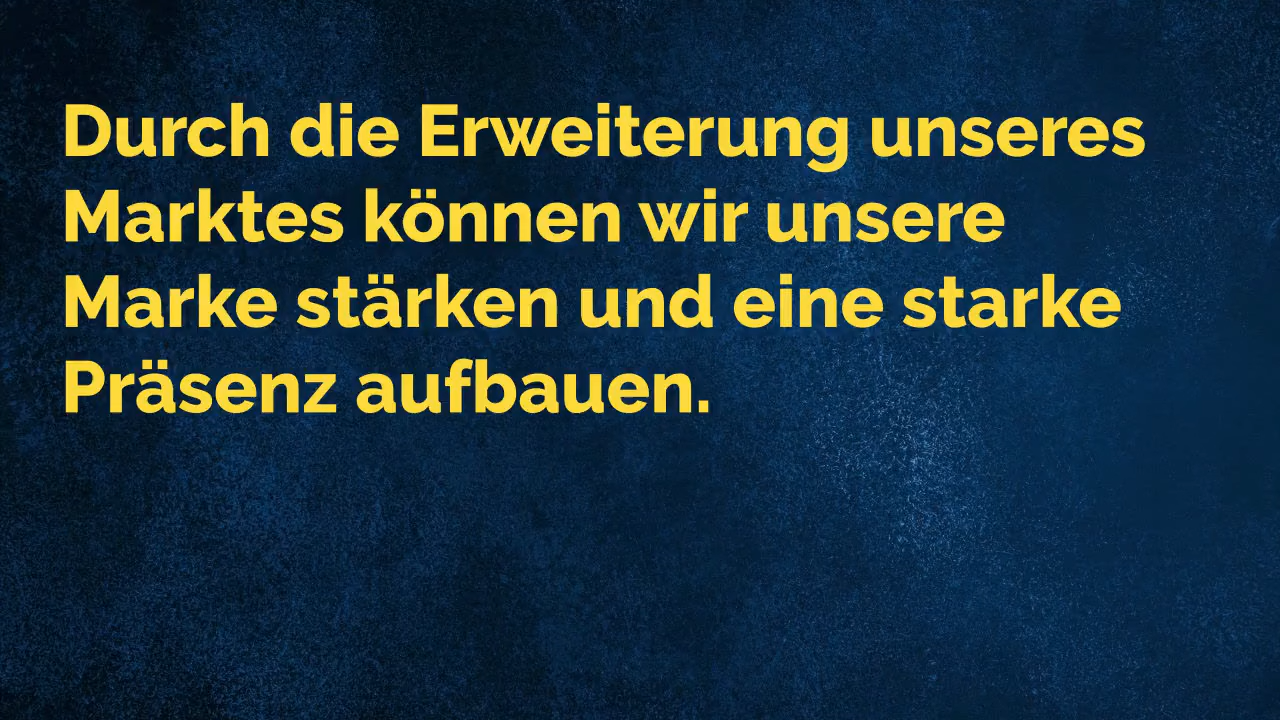 Durch die Erweiterung unseres
Marktes können wir unsere
Marke stärken und eine starke
Präsenz aufbauen.